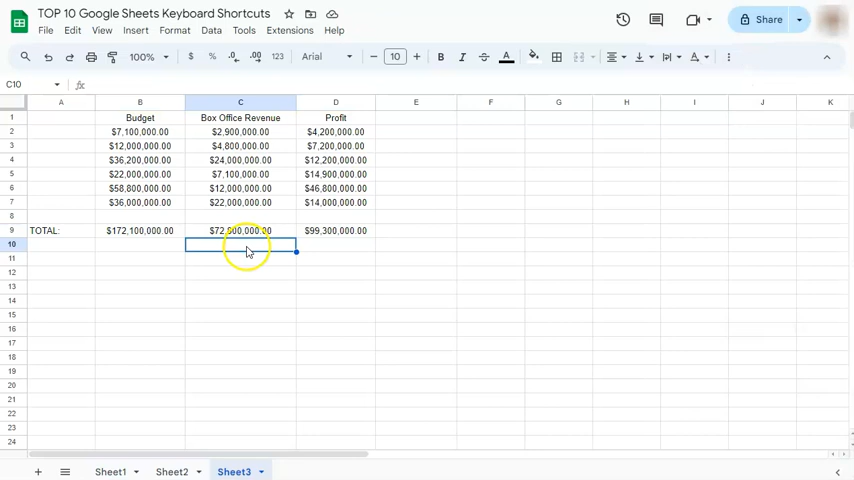 TOP 10 Google Sheets Keyboard Shortcuts
File Edit View Insert Format Data Tools Extensions Help
Share
100% $ % .0 .00 123 Arial 10 B I S A
C10 fx
A B C D E F G H I J K
1 Budget Box Office Revenue Profit
2 $7,100,000.00 $2,900,000.00 $4,200,000.00
3 $12,000,000.00 $4,800,000.00 $7,200,000.00
4 $36,200,000.00 $24,000,000.00 $12,200,000.00
5 $22,000,000.00 $7,100,000.00 $14,900,000.00
6 $58,800,000.00 $12,000,000.00 $46,800,000.00
7 $36,000,000.00 $22,000,000.00 $14,000,000.00
8
9 TOTAL: $172,100,000.00 $72,800,000.00 $99,300,000.00
10
11
12
13
14
15
16
17
18
19
20
21
22
23
24
Sheet1 Sheet2 Sheet3